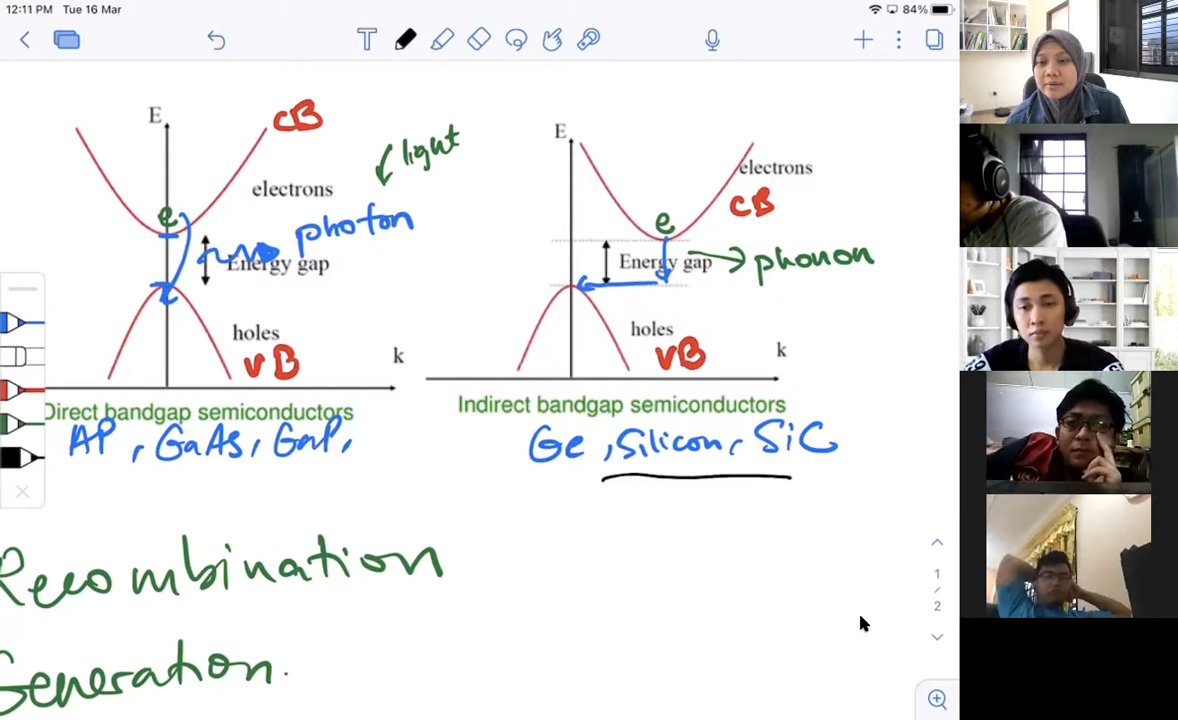 12:11 PM Tue 16 Mar
84%
T
E
CB
light
electrons
e
photon
Energy gap
holes
VB
k
Direct bandgap semiconductors
AP, GaAs, GaP,
E
electrons
CB
e
Energy gap
phonon
holes
VB
k
Indirect bandgap semiconductors
Ge, Silicon, SiC
Recombination
Generation.
1
/
2